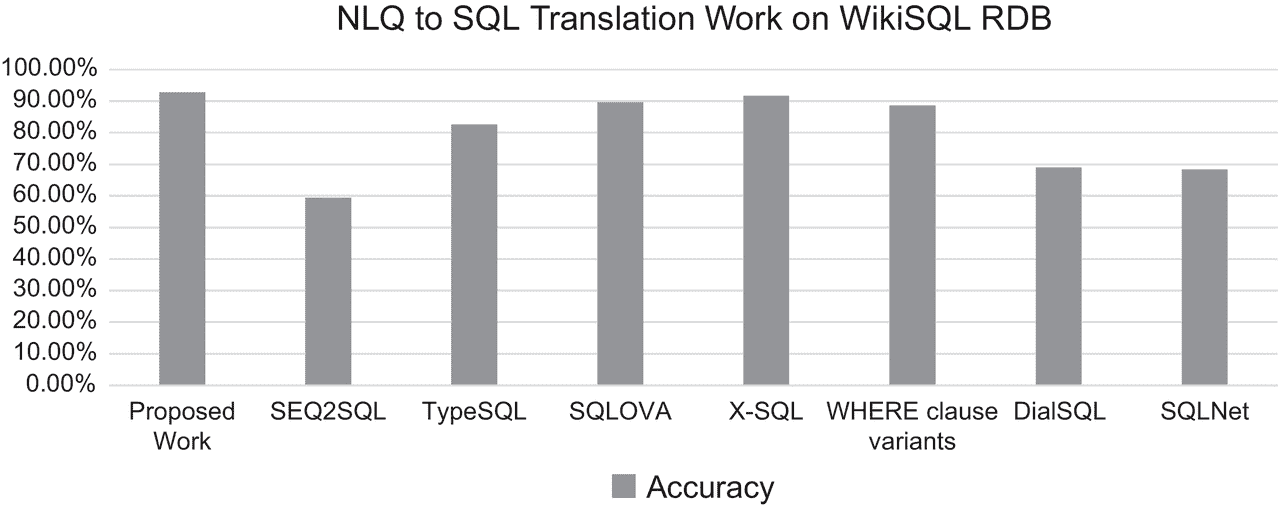 NLQ to SQL Translation Work on WikiSQL RDB
100.00%
90.00%
80.00%
70.00%
60.00%
50.00%
40.00%
30.00%
20.00%
10.00%
0.00%
Proposed
Work
SEQ2SQL
TypeSQL
SQLOVA
X-SQL
WHERE clause
variants
DialSQL
SQLNet
Accuracy